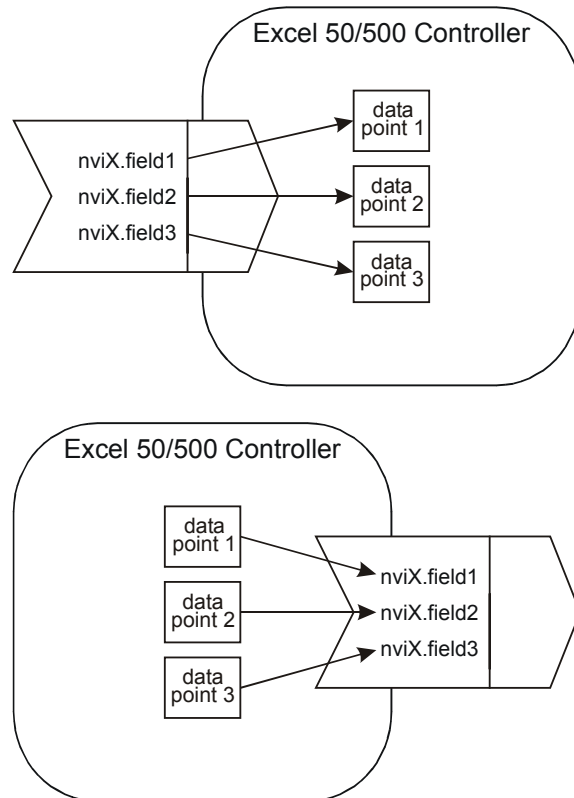 Excel 50/500 Controller
data
point 1
nviX.field1
nviX.field2
data
point 2
nviX.field3
data
point 3
Excel 50/500 Controller
data
point 1
nviX.field1
data
point 2
nviX.field2
nviX.field3
data
point 3